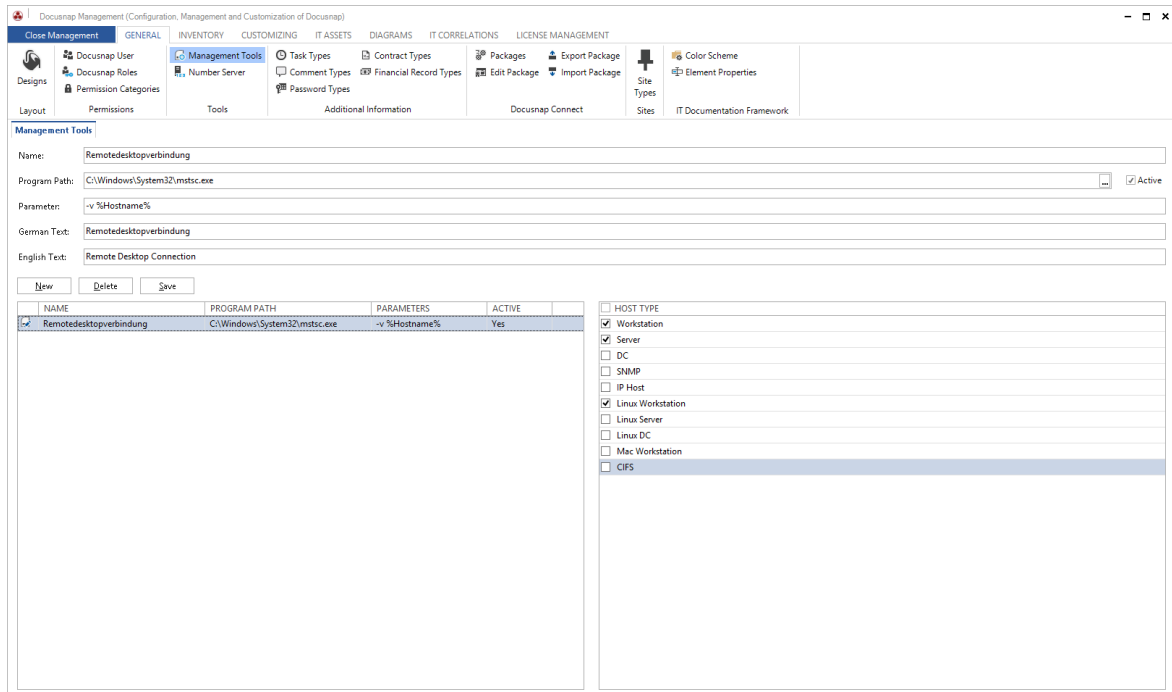 Docusnap Management (Configuration, Management and Customization of Docusnap)
Close Management GENERAL INVENTORY CUSTOMIZING IT ASSETS DIAGRAMS IT CORRELATIONS LICENSE MANAGEMENT
Designs
Layout
Docusnap User
Docusnap Roles
Permission Categories
Permissions
Management Tools
Number Server
Tools
Task Types
Comment Types
Password Types
Contract Types
Financial Record Types
Additional Information
Packages
Edit Package
Export Package
Import Package
Docusnap Connect
Site
Types
Sites
Color Scheme
Element Properties
IT Documentation Framework
Management Tools
Name: Remotedesktopverbindung
Program Path: C:\Windows\System32\mstsc.exe ... Active
Parameter: -v %Hostname%
German Text: Remotedesktopverbindung
English Text: Remote Desktop Connection
New Delete Save
NAME PROGRAM PATH PARAMETERS ACTIVE
Remotedesktopverbindung C:\Windows\System32\mstsc.exe -v %Hostname% Yes
HOST TYPE
Workstation
Server
DC
SNMP
IP Host
Linux Workstation
Linux Server
Linux DC
Mac Workstation
CIFS